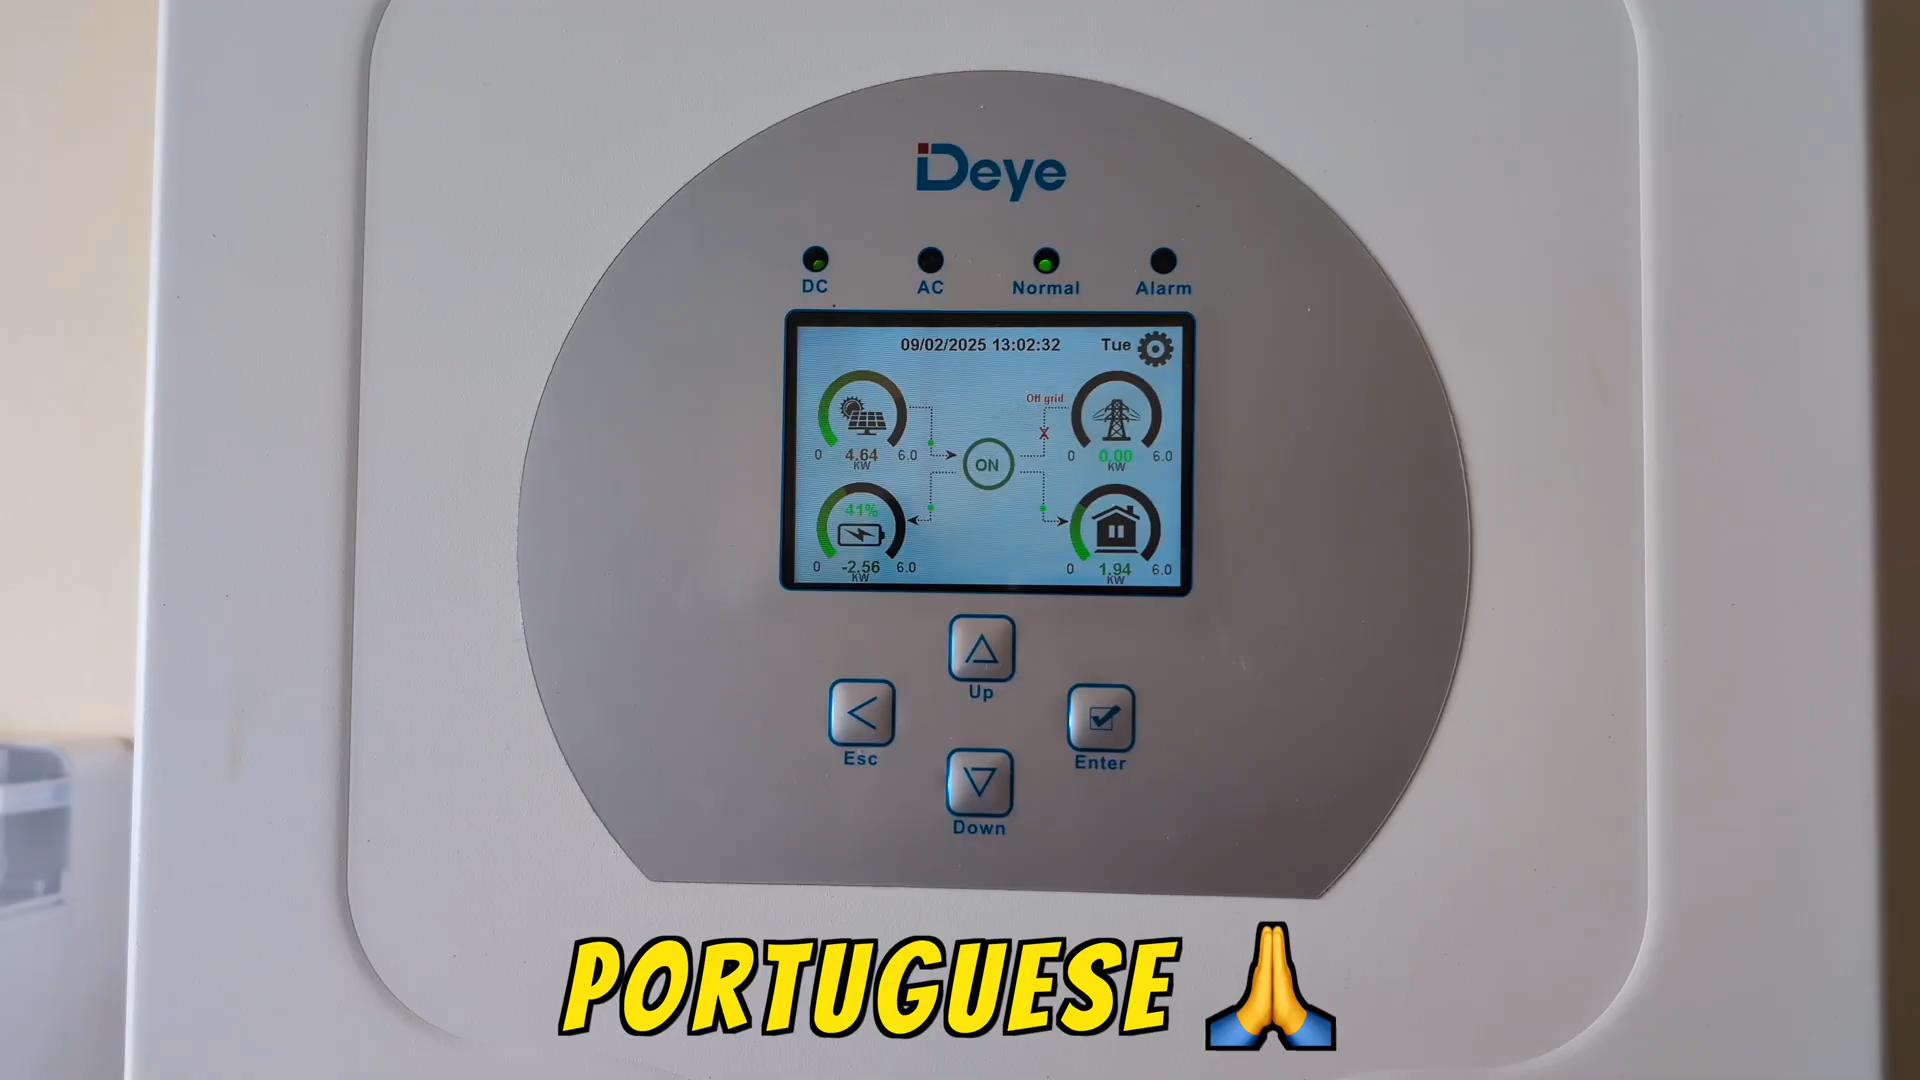 Deye
DC AC Normal Alarm
09/02/2025 13:02:32 Tue
Off grid
0 4.64 6.0 0 0.00 6.0
KW KW
ON
41%
0 -2.56 6.0 0 1.94 6.0
KW KW
Up
Esc Enter
Down
PORTUGUESE 🙏